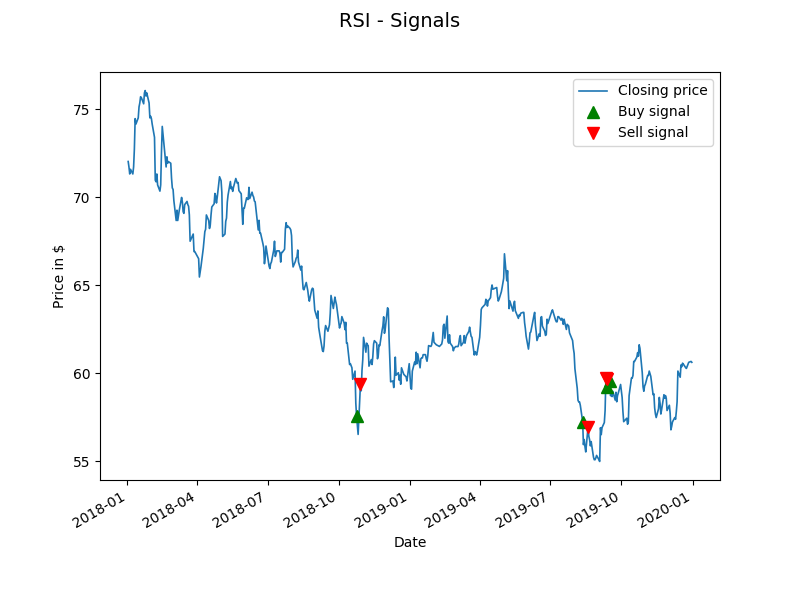 RSI - Signals
Closing price
Buy signal
Sell signal
75
70
65
60
55
Price in $
2018-01
2018-04
2018-07
2018-10
2019-01
2019-04
2019-07
2019-10
2020-01
Date